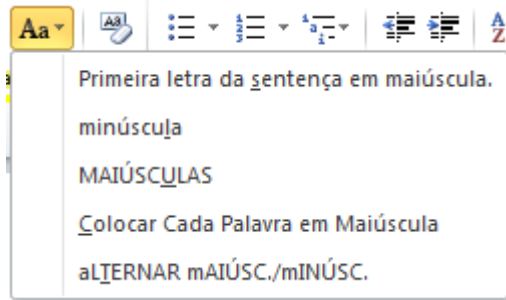 Aa
Primeira letra da sentença em maiúscula.
minúscula
MAIÚSCULAS
Colocar Cada Palavra em Maiúscula
aLTERNAR mAIÚSC./mINÚSC.